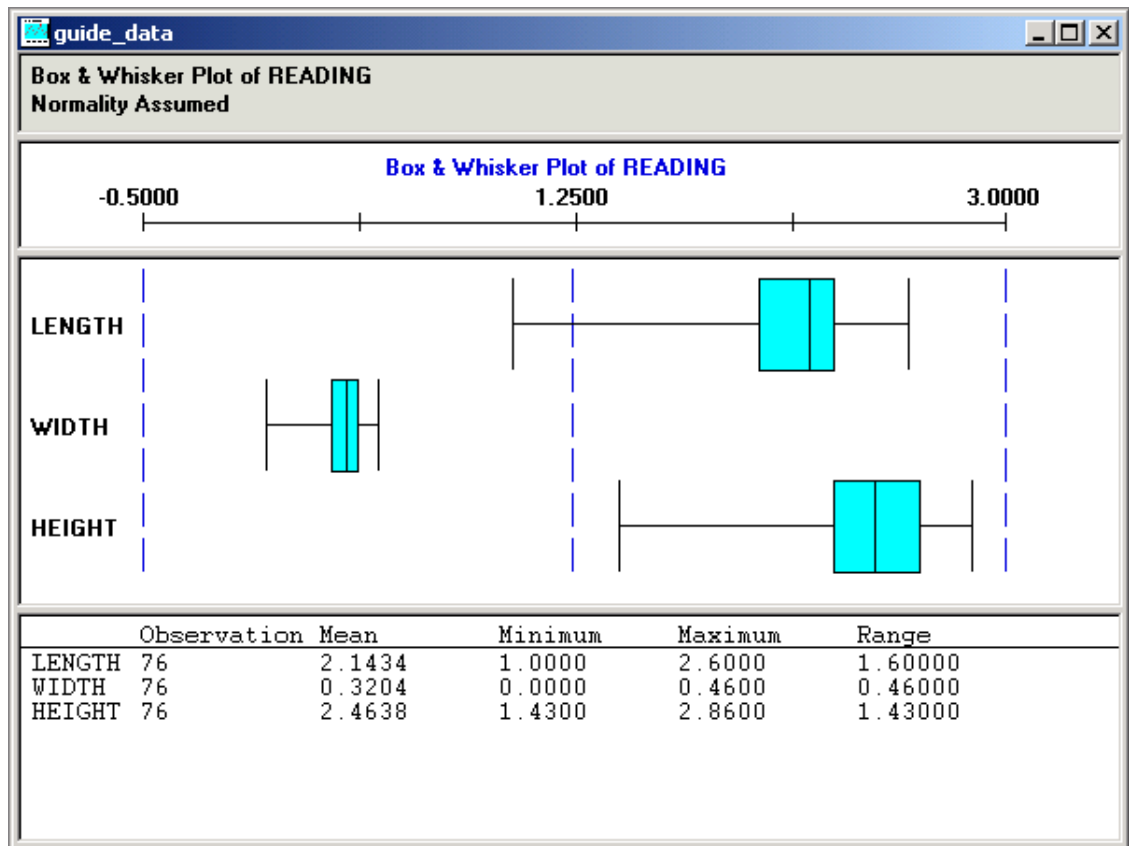 guide_data
Box & Whisker Plot of READING
Normality Assumed
Box & Whisker Plot of READING
-0.5000 1.2500 3.0000
LENGTH
WIDTH
HEIGHT
Observation Mean Minimum Maximum Range
LENGTH 76 2.1434 1.0000 2.6000 1.60000
WIDTH 76 0.3204 0.0000 0.4600 0.46000
HEIGHT 76 2.4638 1.4300 2.8600 1.43000